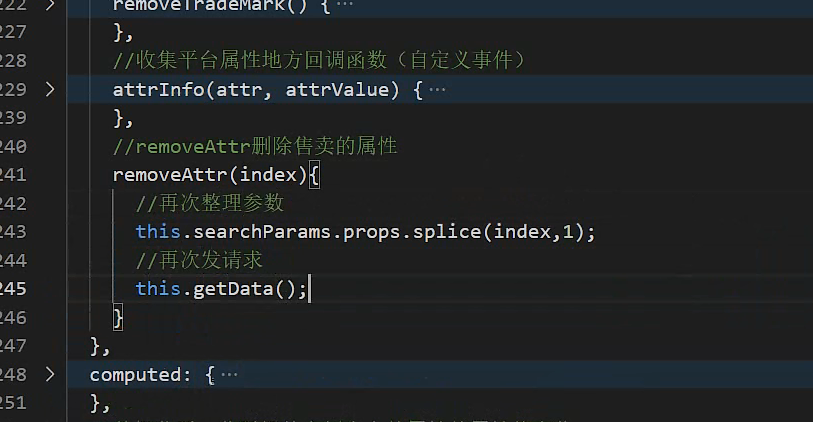 222 > removeTradeMark() {…
227 },
228 //收集平台属性地方回调函数（自定义事件）
229 > attrInfo(attr, attrValue) {…
239 },
240 //removeAttr删除售卖的属性
241 removeAttr(index){
242 //再次整理参数
243 this.searchParams.props.splice(index,1);
244 //再次发请求
245 this.getData();
246 }
247 },
248 > computed: {…
251 },